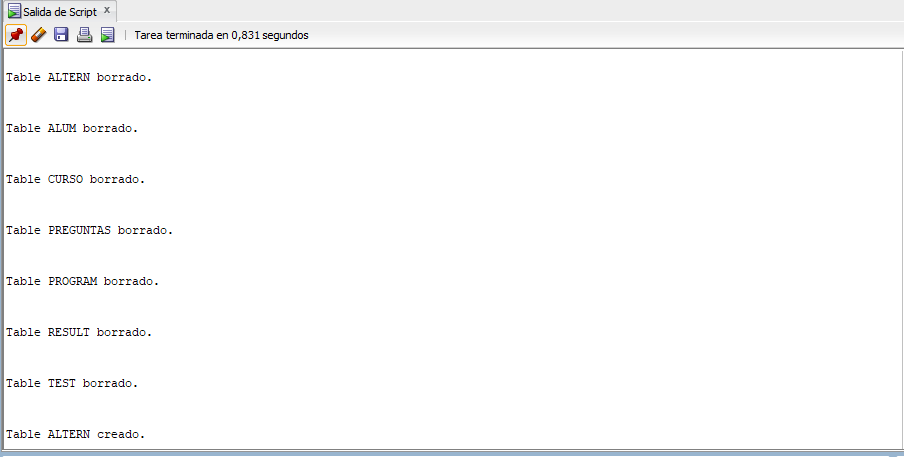 Salida de Script x
Tarea terminada en 0,831 segundos
Table ALTERN borrado.
Table ALUM borrado.
Table CURSO borrado.
Table PREGUNTAS borrado.
Table PROGRAM borrado.
Table RESULT borrado.
Table TEST borrado.
Table ALTERN creado.